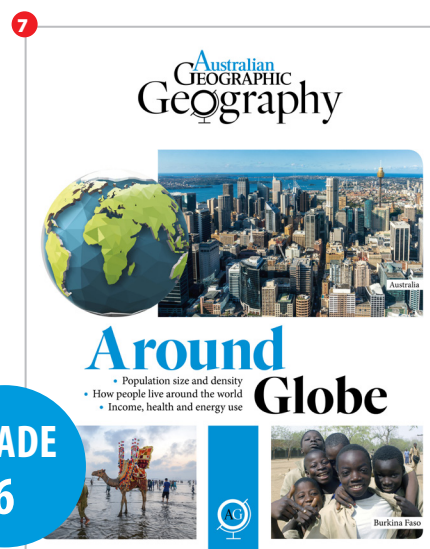 7
Australian
GEOGRAPHIC
Geography
Australia
Around
• Population size and density
• How people live around the world
• Income, health and energy use
Globe
ADE
6
AG
Burkina Faso